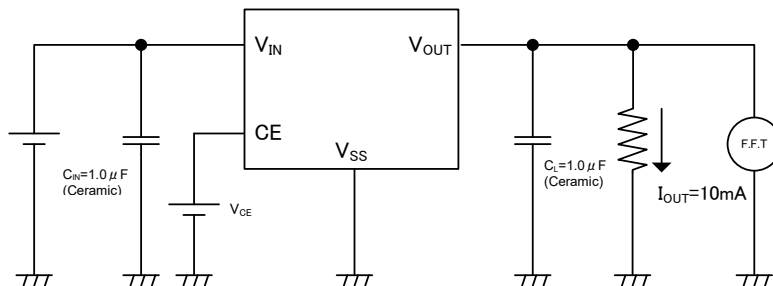 V_IN
V_OUT
CE
V_SS
C_IN=1.0μF
(Ceramic)
V_CE
C_L=1.0μF
(Ceramic)
I_OUT=10mA
F.F.T